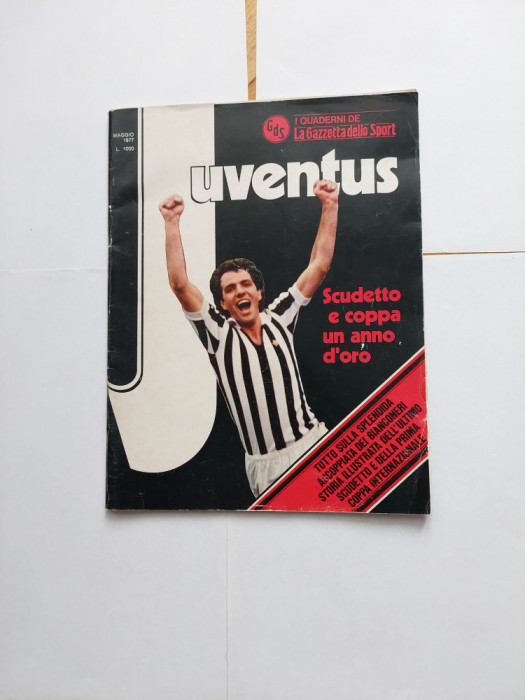 MAGGIO
1977
L. 1000
GdS
I QUADERNI DE
La Gazzetta dello Sport
Juventus
Scudetto
e coppa
un anno
d'oro
TUTTO SULLA SPLENDIDA
ACCOPPIATA DEI BIANCONERI
STORIA ILLUSTRATA DELL'ULTIMO
SCUDETTO E DELLA PRIMA
COPPA INTERNAZIONALE